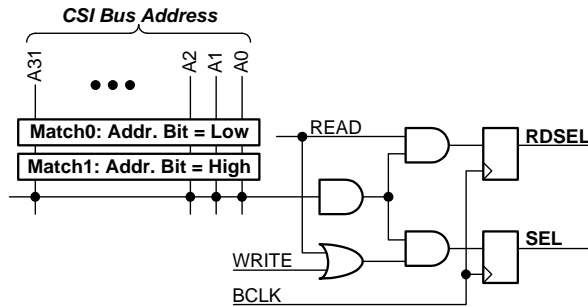 CSI Bus Address
A31
A2
A1
A0
Match0: Addr. Bit = Low
READ
RDSEL
Match1: Addr. Bit = High
SEL
WRITE
BCLK